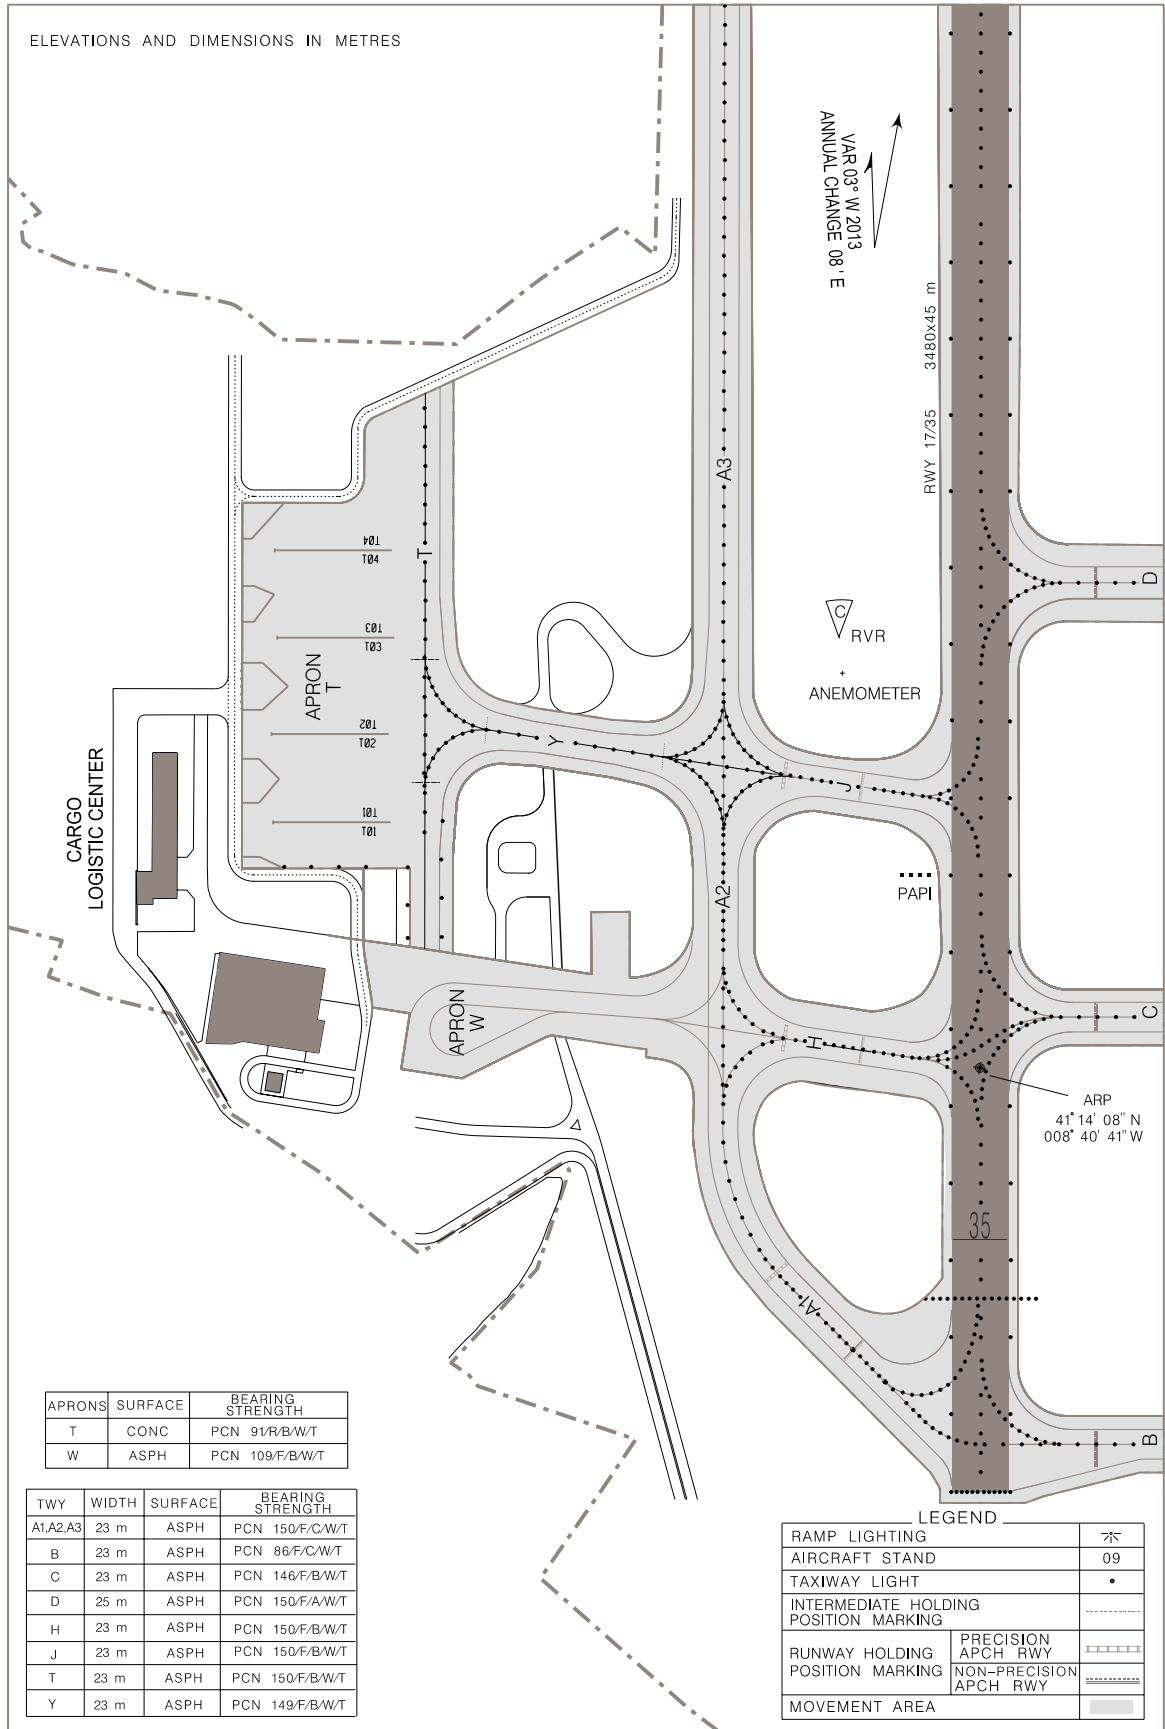 ELEVATIONS AND DIMENSIONS IN METRES
VAR 03° W 2013
ANNUAL CHANGE 08' E
RWY 17/35 3480x45 m
A3
T
T04
T04
T03
T03
APRON
T
T02
T02
T01
T01
Y
C
RVR
ANEMOMETER
D
J
CARGO
LOGISTIC CENTER
A2
PAPI
APRON
W
H
C
ARP
41° 14' 08" N
008° 40' 41" W
35
A1
B
APRONS SURFACE BEARING STRENGTH
T CONC PCN 91/R/B/W/T
W ASPH PCN 109/F/B/W/T
TWY WIDTH SURFACE BEARING STRENGTH
A1,A2,A3 23 m ASPH PCN 150/F/C/W/T
B 23 m ASPH PCN 86/F/C/W/T
C 23 m ASPH PCN 146/F/B/W/T
D 25 m ASPH PCN 150/F/A/W/T
H 23 m ASPH PCN 150/F/B/W/T
J 23 m ASPH PCN 150/F/B/W/T
T 23 m ASPH PCN 150/F/B/W/T
Y 23 m ASPH PCN 149/F/B/W/T
LEGEND
RAMP LIGHTING
AIRCRAFT STAND 09
TAXIWAY LIGHT
INTERMEDIATE HOLDING
POSITION MARKING
RUNWAY HOLDING
POSITION MARKING
PRECISION
APCH RWY
NON-PRECISION
APCH RWY
MOVEMENT AREA